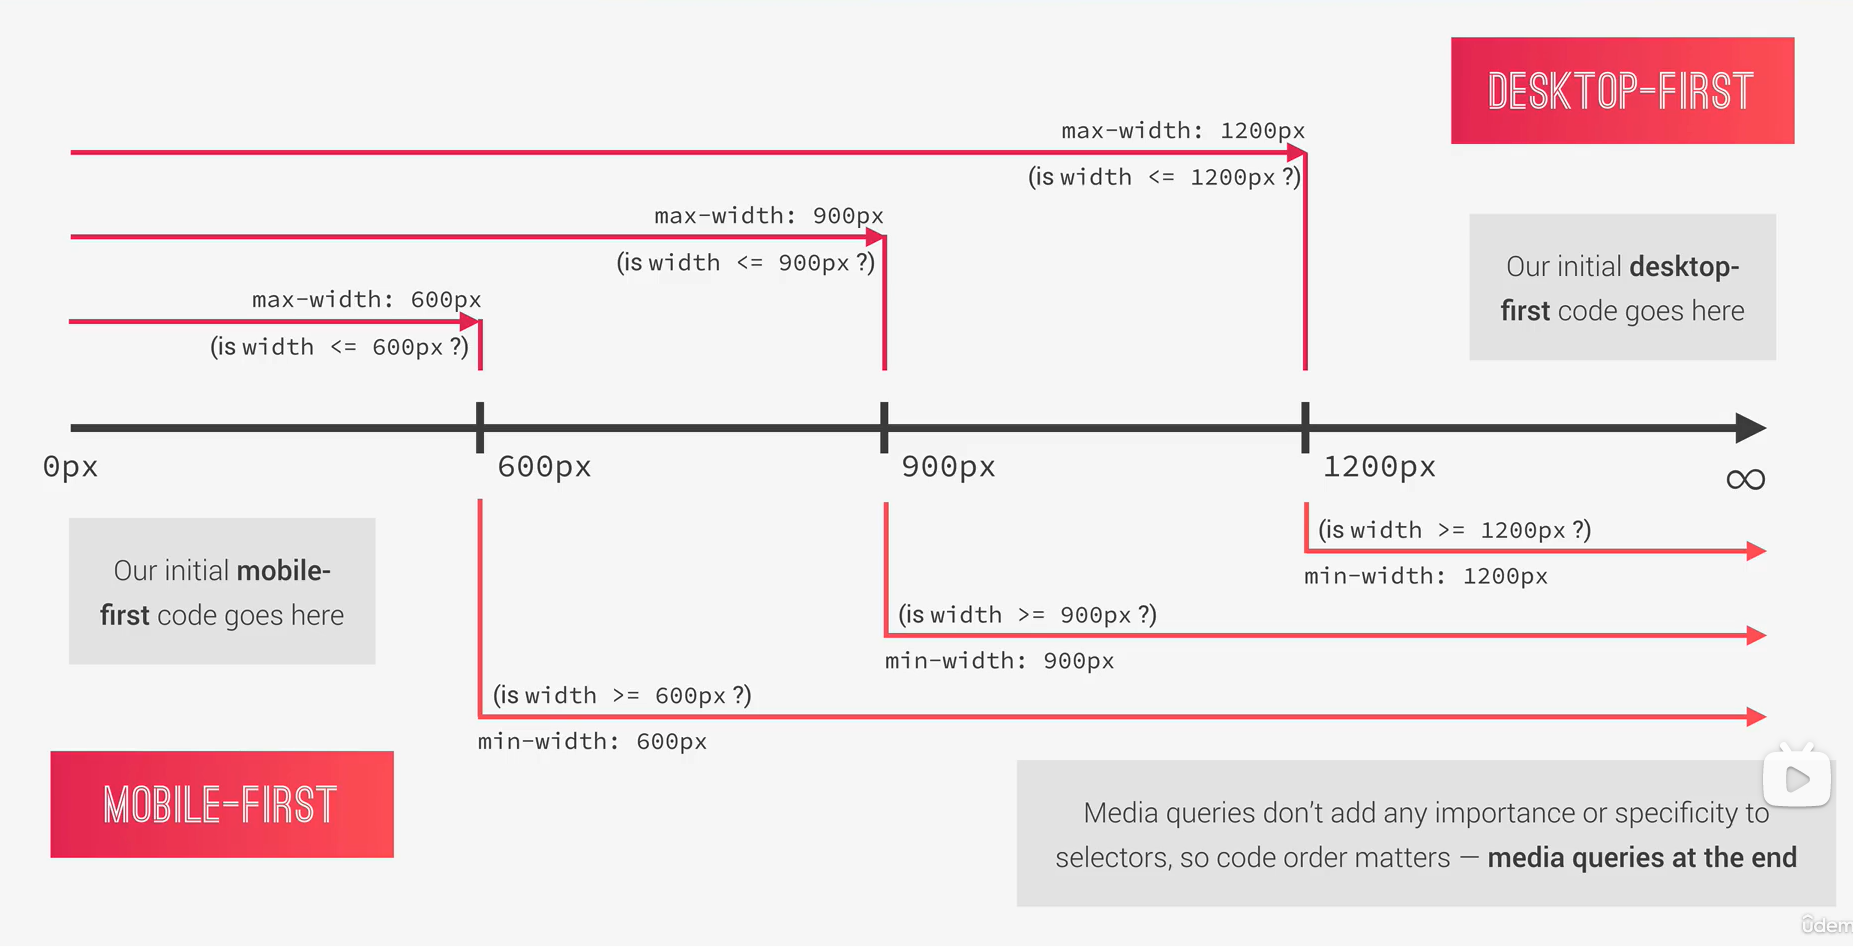 DESKTOP-FIRST
max-width: 1200px
(is width <= 1200px ?)
max-width: 900px
(is width <= 900px ?)
Our initial desktop-
first code goes here
max-width: 600px
(is width <= 600px ?)
0px
600px
900px
1200px
∞
(is width >= 1200px ?)
min-width: 1200px
Our initial mobile-
first code goes here
(is width >= 900px ?)
min-width: 900px
(is width >= 600px ?)
min-width: 600px
MOBILE-FIRST
Media queries don’t add any importance or specificity to
selectors, so code order matters — media queries at the end
ûdem